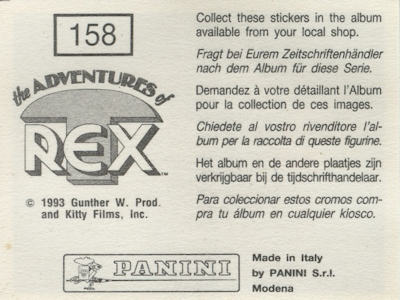 158
the ADVENTURES of
T REX™
© 1993 Gunther W. Prod.
and Kitty Films, Inc.
Collect these stickers in the album
available from your local shop.
Fragt bei Eurem Zeitschriftenhändler
nach dem Album für diese Serie.
Demandez à votre détaillant l'Album
pour la collection de ces images.
Chiedete al vostro rivenditore l'al-
bum per la raccolta di queste figurine.
Het album en de andere plaatjes zijn
verkrijgbaar bij de tijdschrifthandelaar.
Para coleccionar estos cromos com-
pra tu álbum en cualquier kiosco.
PANINI
Made in Italy
by PANINI S.r.l.
Modena